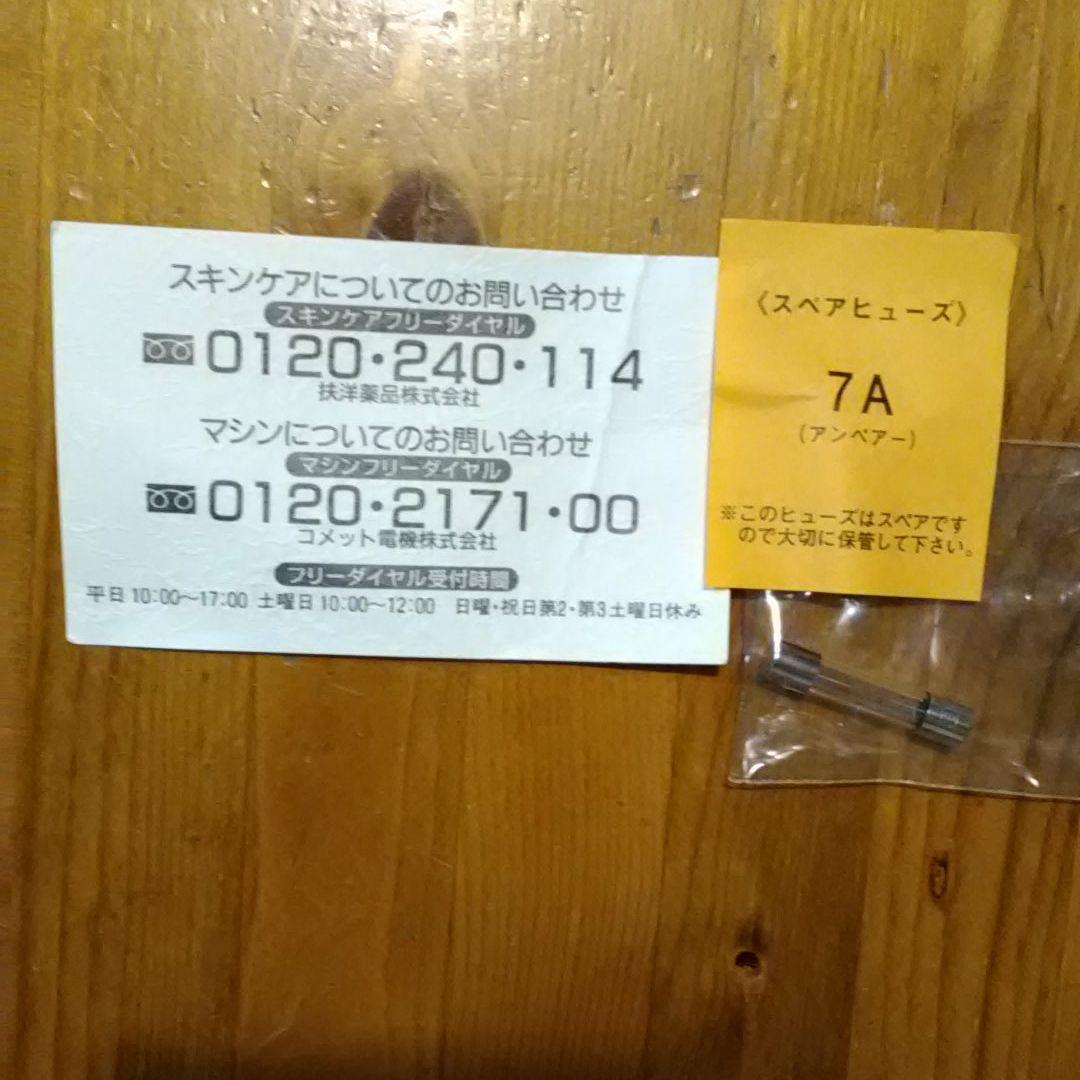 スキンケアについてのお問い合わせ
スキンケアフリーダイヤル
0120・240・114
扶洋薬品株式会社
マシンについてのお問い合わせ
マシンフリーダイヤル
0120・2171・00
コメット電機株式会社
フリーダイヤル受付時間
平日10:00～17:00 土曜日10:00～12:00 日曜・祝日第2・第3土曜日休み
〈スペアヒューズ〉
7A
(アンペアー)
※このヒューズはスペアです
ので大切に保管して下さい。